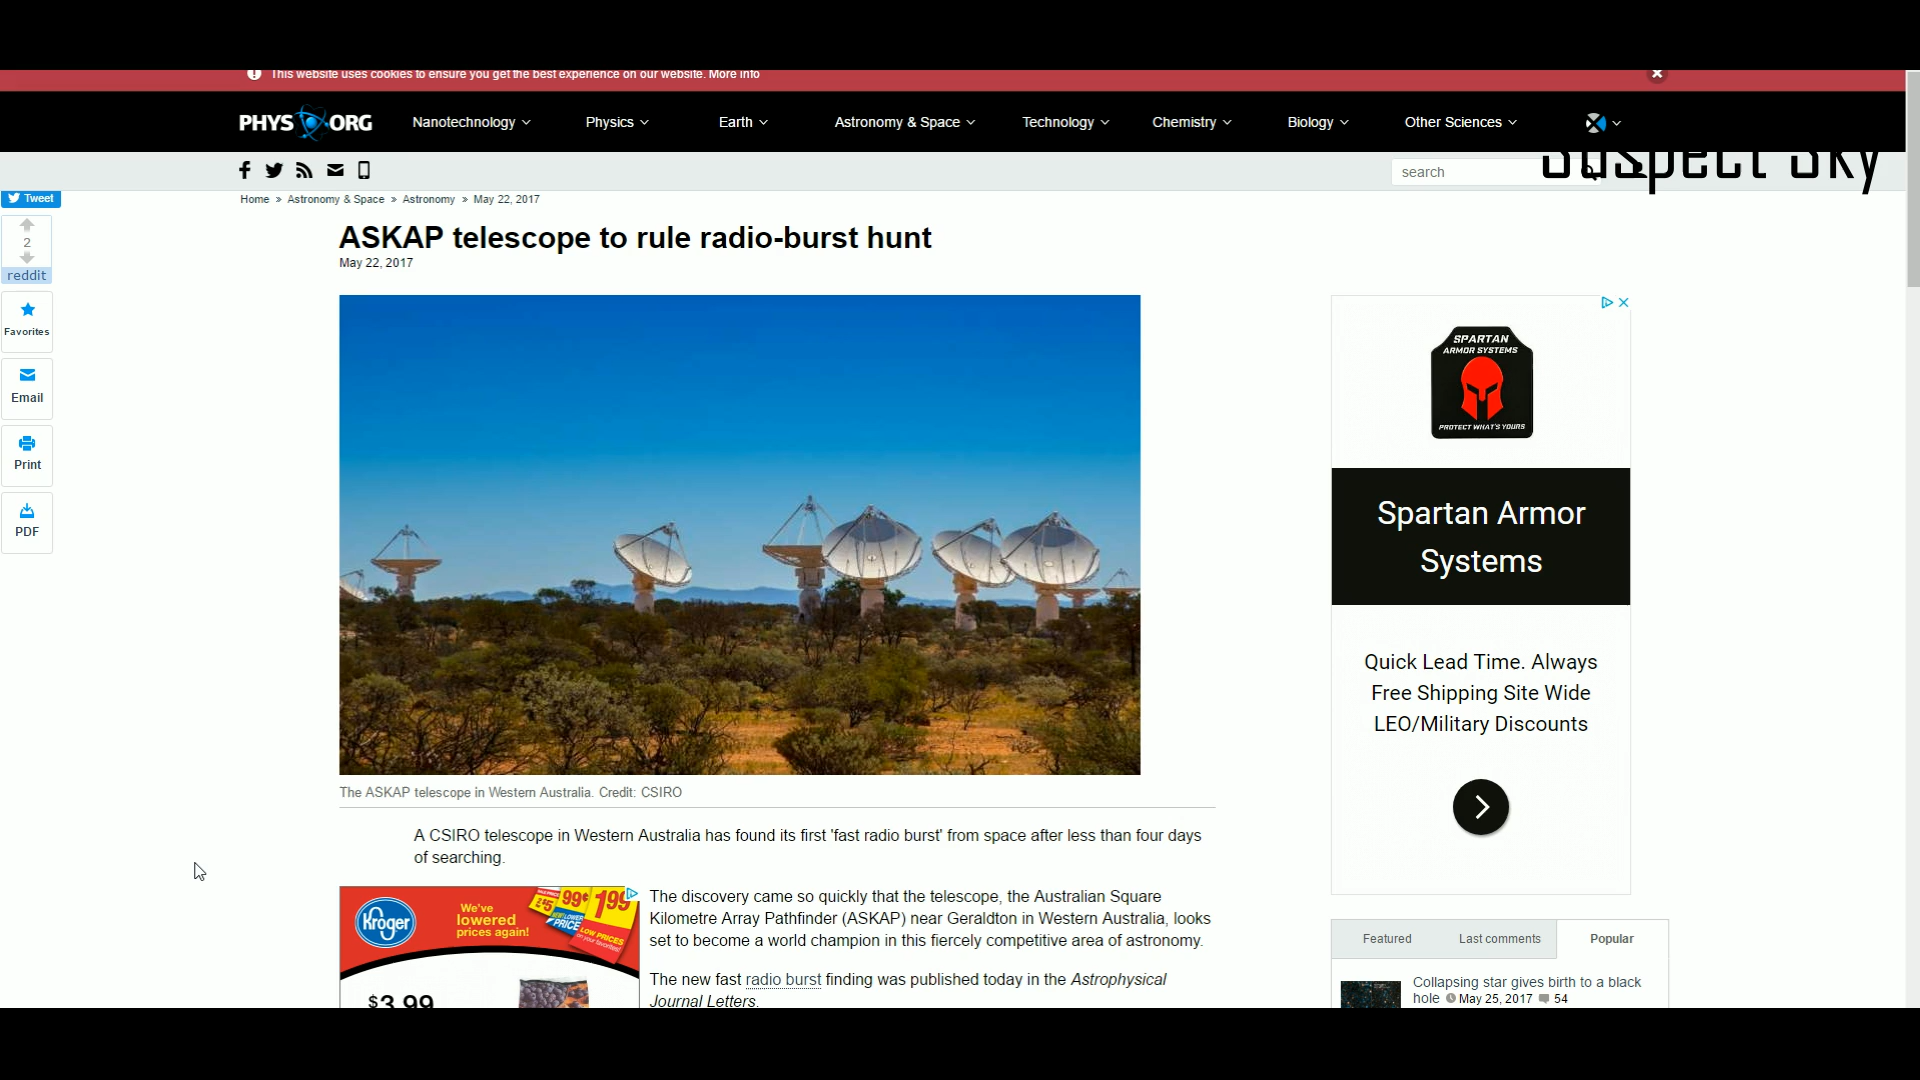 This website uses cookies to ensure you get the best experience on our website. More info
PHYS ORG
Nanotechnology
Physics
Earth
Astronomy & Space
Technology
Chemistry
Biology
Other Sciences
search
Suspect Sky
Tweet
Home » Astronomy & Space » Astronomy » May 22, 2017
2
reddit
Favorites
Email
Print
PDF
ASKAP telescope to rule radio-burst hunt
May 22, 2017
The ASKAP telescope in Western Australia. Credit: CSIRO
A CSIRO telescope in Western Australia has found its first 'fast radio burst' from space after less than four days
of searching.
Kroger
We've
lowered
prices again!
99¢
1.99
LOW PRICES
on your favorites!
$3.99
The discovery came so quickly that the telescope, the Australian Square
Kilometre Array Pathfinder (ASKAP) near Geraldton in Western Australia, looks
set to become a world champion in this fiercely competitive area of astronomy.
The new fast radio burst finding was published today in the Astrophysical
Journal Letters.
SPARTAN
ARMOR SYSTEMS
PROTECT WHAT'S YOURS
Spartan Armor
Systems
Quick Lead Time. Always
Free Shipping Site Wide
LEO/Military Discounts
Featured
Last comments
Popular
Collapsing star gives birth to a black
hole May 25, 2017 54